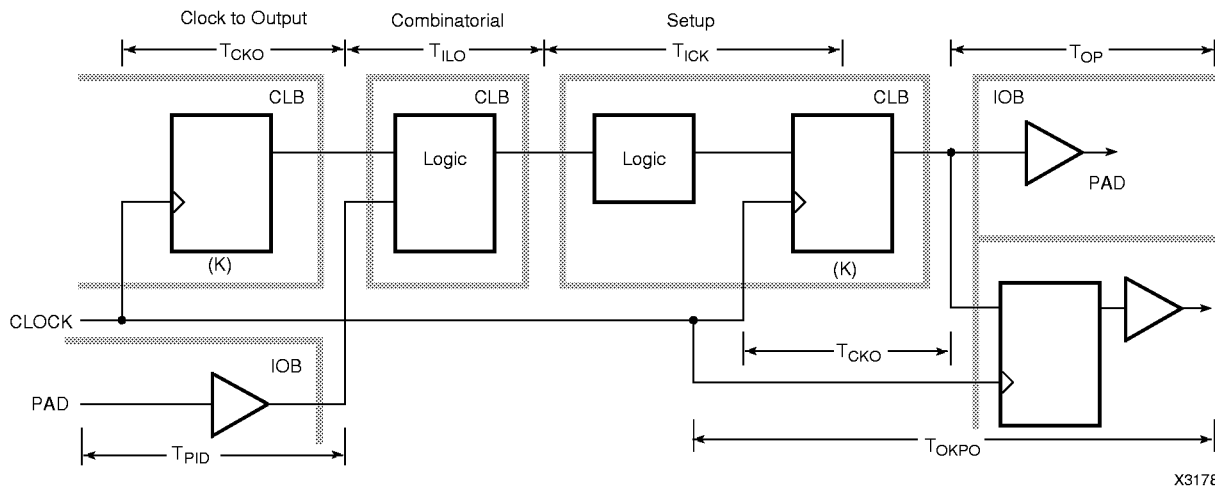 Clock to Output
Combinatorial
Setup
TCKO
TILO
TICK
TOP
CLB
CLB
CLB
IOB
Logic
Logic
PAD
(K)
(K)
CLOCK
IOB
TCKO
PAD
TPID
TOKPO
X3178